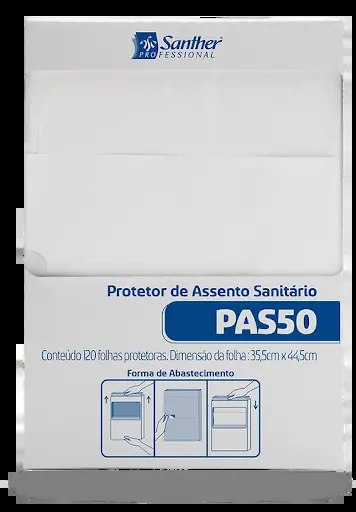 Santher
PROFESSIONAL
Protetor de Assento Sanitário
PAS50
Conteúdo 120 folhas protetoras. Dimensão da folha: 35,5cm x 44,5cm
Forma de Abastecimento